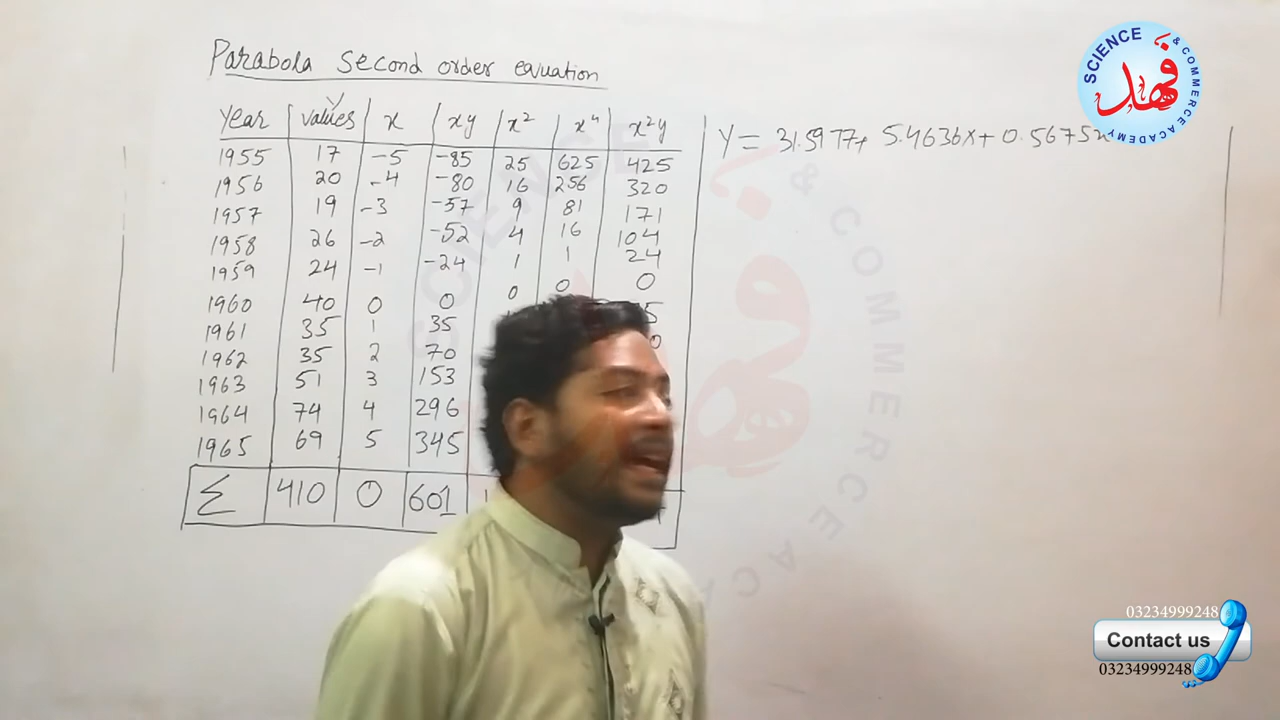 Parabola second order equation
Year values y x xy x² x⁴ x²y
1955 17 -5 -85 25 625 425
1956 20 -4 -80 16 256 320
1957 19 -3 -57 9 81 171
1958 26 -2 -52 4 16 104
1959 24 -1 -24 1 1 24
1960 40 0 0 0 0 0
1961 35 1 35
1962 35 2 70
1963 51 3 153
1964 74 4 296
1965 69 5 345
Σ 410 0 601
Y = 31.5977+ 5.4636x+ 0.5675x
SCIENCE & COMMERCE ACADEMY
فہد
SCIENCE & COMMERCE ACA
فہد
03234999248
Contact us
03234999248